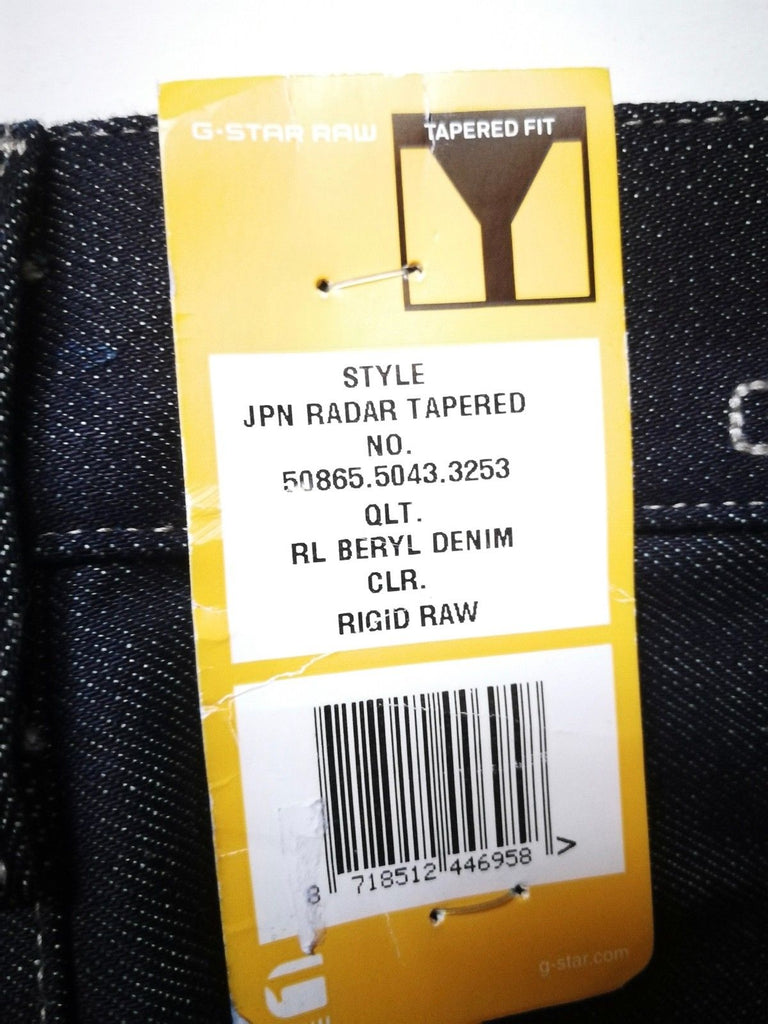 G-STAR RAW
TAPERED FIT
STYLE
JPN RADAR TAPERED
NO.
50865.5043.3253
QLT.
RL BERYL DENIM
CLR.
RIGID RAW
8 718512 446958 >
g-star.com